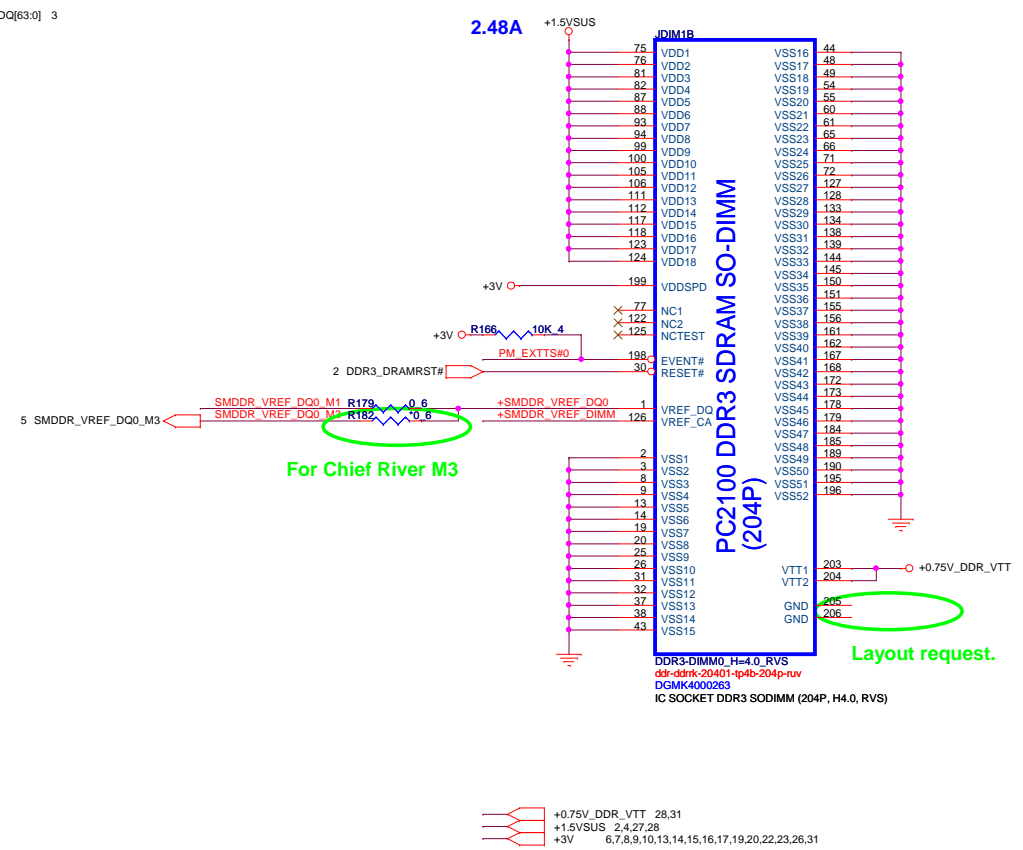 DQ[63:0] 3
2.48A
+1.5VSUS
JDIM1B
75 VDD1
76 VDD2
81 VDD3
82 VDD4
87 VDD5
88 VDD6
93 VDD7
94 VDD8
99 VDD9
100 VDD10
105 VDD11
106 VDD12
111 VDD13
112 VDD14
117 VDD15
118 VDD16
123 VDD17
124 VDD18
+3V 199 VDDSPD
77 NC1
122 NC2
125 NCTEST
+3V R166 10K_4
PM_EXTTS#0 198 EVENT#
2 DDR3_DRAMRST# 30 RESET#
SMDDR_VREF_DQ0_M1 R179 0_6 +SMDDR_VREF_DQ0 1 VREF_DQ
5 SMDDR_VREF_DQ0_M3 SMDDR_VREF_DQ0_M3 R182 0_6 +SMDDR_VREF_DIMM 126 VREF_CA
For Chief River M3
2 VSS1
3 VSS2
8 VSS3
9 VSS4
13 VSS5
14 VSS6
19 VSS7
20 VSS8
25 VSS9
26 VSS10
31 VSS11
32 VSS12
37 VSS13
38 VSS14
43 VSS15
PC2100 DDR3 SDRAM SO-DIMM
(204P)
VSS16 44
VSS17 48
VSS18 49
VSS19 54
VSS20 55
VSS21 60
VSS22 61
VSS23 65
VSS24 66
VSS25 71
VSS26 72
VSS27 127
VSS28 128
VSS29 133
VSS30 134
VSS31 138
VSS32 139
VSS33 144
VSS34 145
VSS35 150
VSS36 151
VSS37 155
VSS38 156
VSS39 161
VSS40 162
VSS41 167
VSS42 168
VSS43 172
VSS44 173
VSS45 178
VSS46 179
VSS47 184
VSS48 185
VSS49 189
VSS50 190
VSS51 195
VSS52 196
VTT1 203 +0.75V_DDR_VTT
VTT2 204
GND 205
GND 206
Layout request.
DDR3-DIMM0_H=4.0_RVS
ddr-ddrrk-20401-tp4b-204p-ruv
DGMK4000263
IC SOCKET DDR3 SODIMM (204P, H4.0, RVS)
+0.75V_DDR_VTT 28,31
+1.5VSUS 2,4,27,28
+3V 6,7,8,9,10,13,14,15,16,17,19,20,22,23,26,31